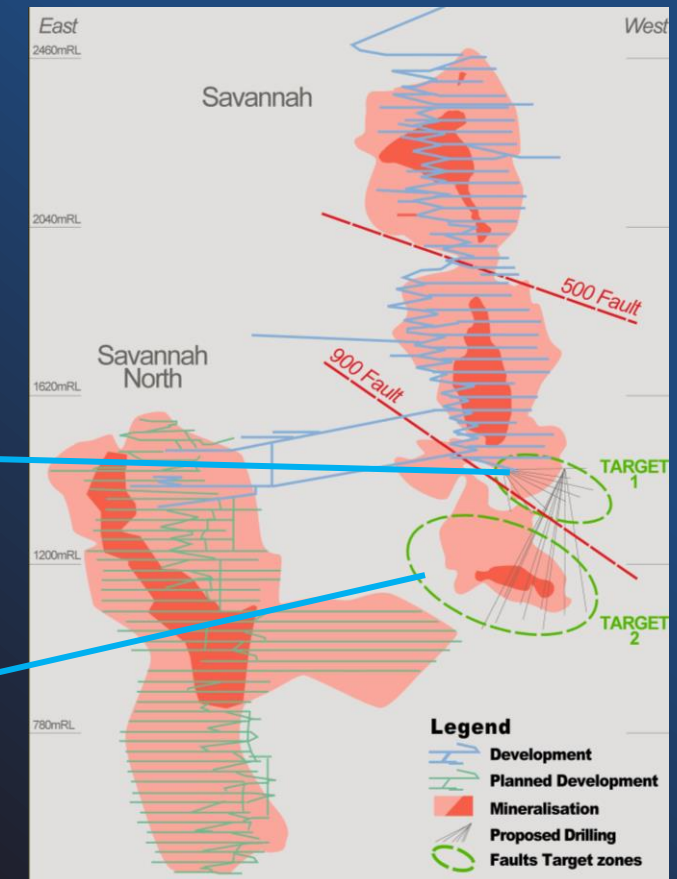 East
West
2460mRL
Savannah
2040mRL
500 Fault
Savannah
North
900 Fault
1620mRL
TARGET
1
1200mRL
TARGET
2
780mRL
Legend
Development
Planned Development
Mineralisation
Proposed Drilling
Faults Target zones